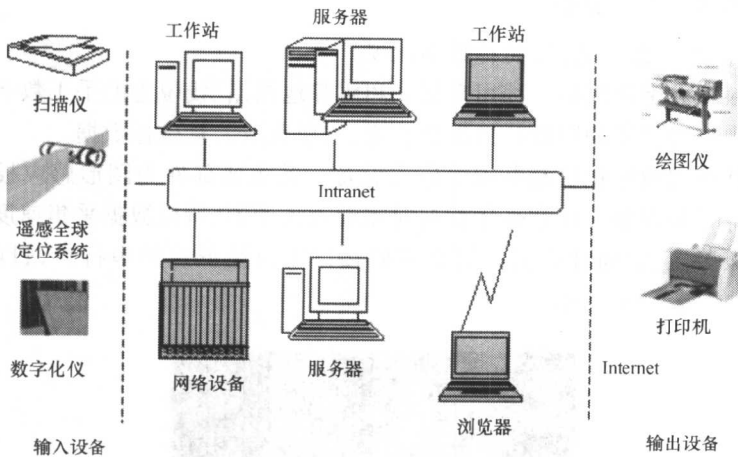 服务器
工作站
工作站
扫描仪
绘图仪
Intranet
遥感全球
定位系统
打印机
数字化仪
网络设备
服务器
Internet
浏览器
输入设备
输出设备